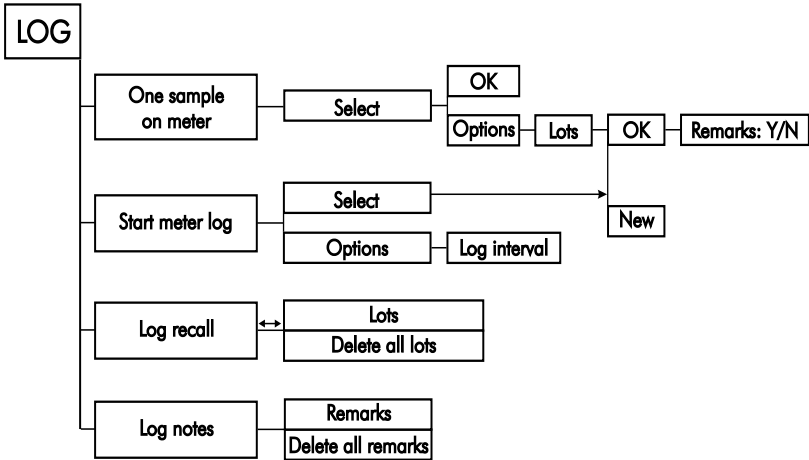 LOG
One sample
on meter
Select
OK
Options
Lots
OK
Remarks: Y/N
New
Start meter log
Select
Options
Log interval
Log recall
Lots
Delete all lots
Log notes
Remarks
Delete all remarks